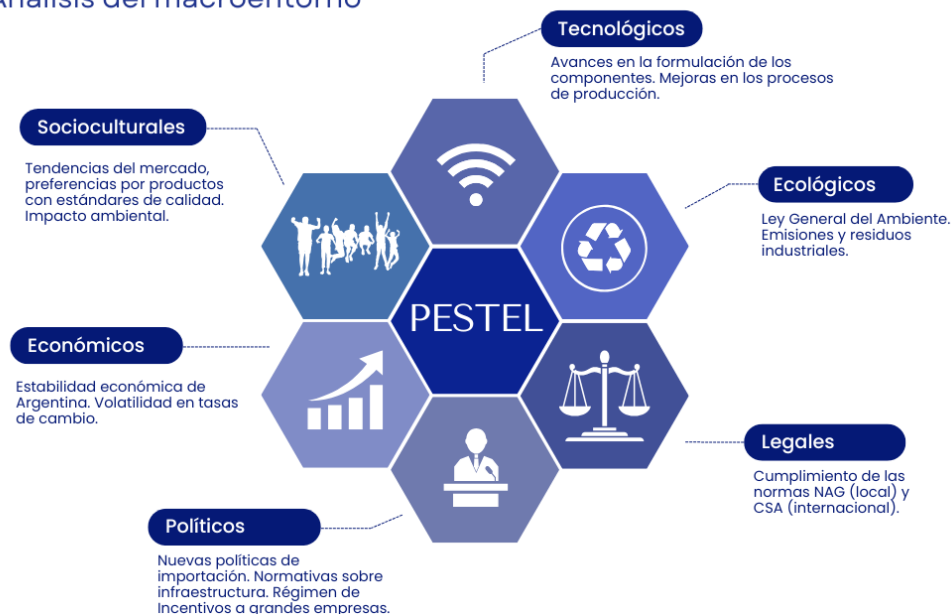 Análisis del macroentorno
Tecnológicos
Avances en la formulación de los
componentes. Mejoras en los procesos
de producción.
Socioculturales
Tendencias del mercado,
preferencias por productos
con estándares de calidad.
Impacto ambiental.
Ecológicos
Ley General del Ambiente.
Emisiones y residuos
industriales.
PESTEL
Económicos
Estabilidad económica de
Argentina. Volatilidad en tasas
de cambio.
Legales
Cumplimiento de las
normas NAG (local) y
CSA (internacional).
Políticos
Nuevas políticas de
importación. Normativas sobre
infraestructura. Régimen de
Incentivos a grandes empresas.